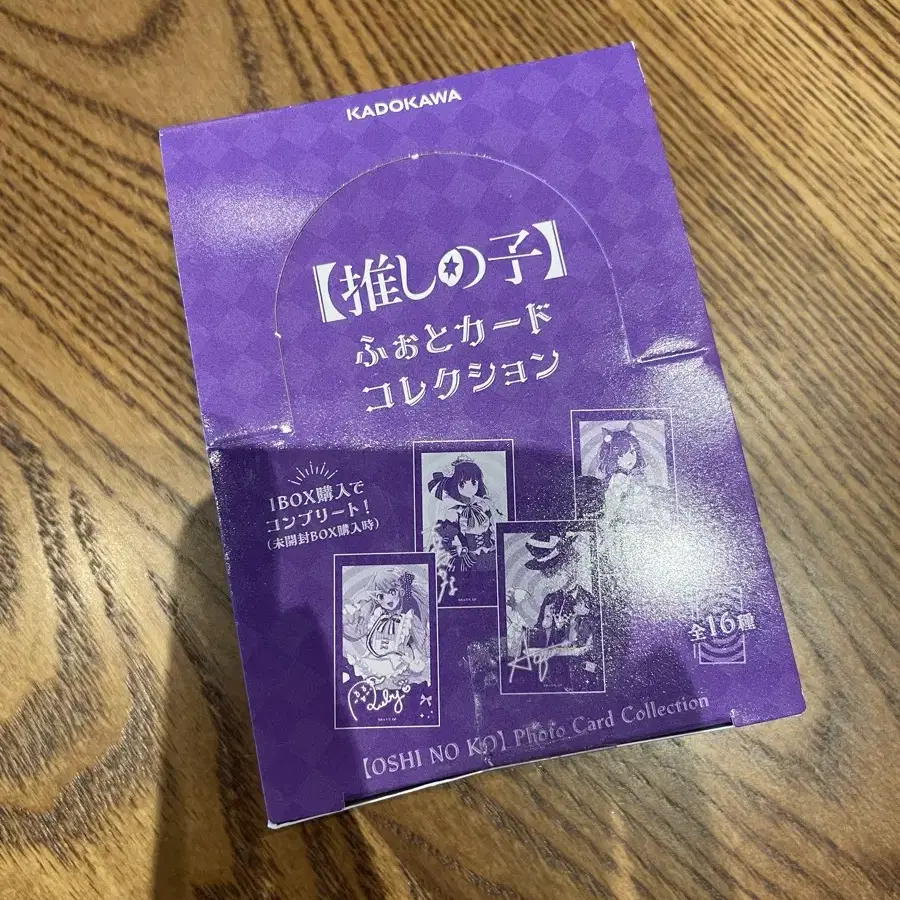 KADOKAWA
【推しの子】
ふぉとカード
コレクション
1BOX購入で
コンプリート!
(未開封BOX購入時)
Ruby
全16種
【OSHI NO KO】 Photo Card Collection